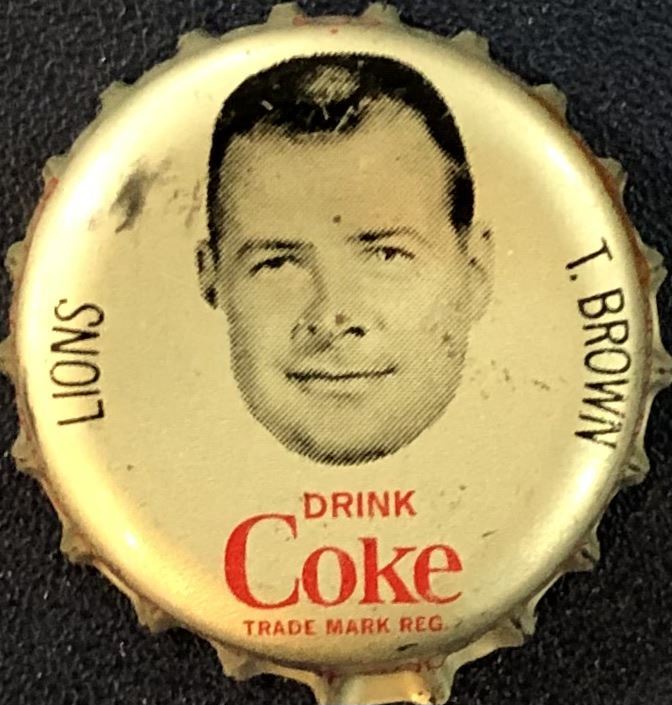 LIONS
T. BROWN
DRINK
Coke
TRADE MARK REG.